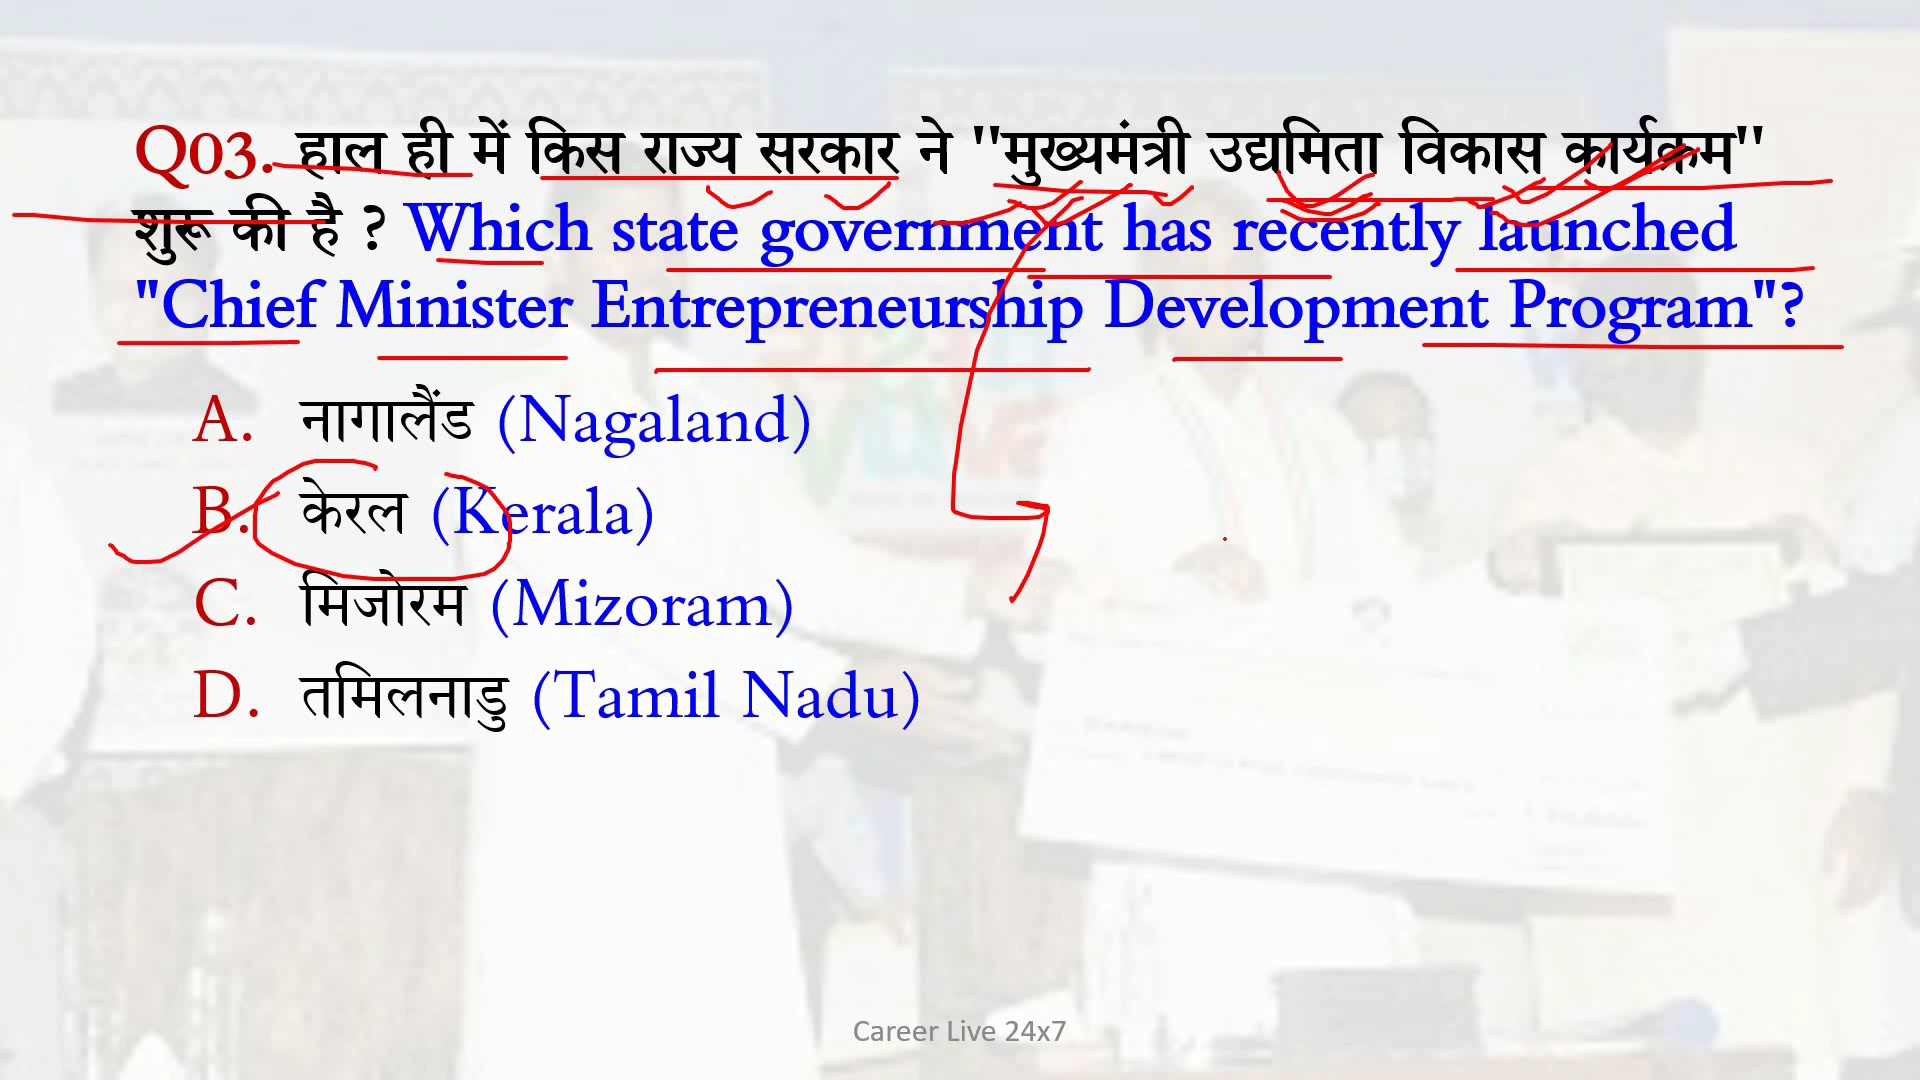 Q03. हाल ही में किस राज्य सरकार ने "मुख्यमंत्री उद्यमिता विकास कार्यक्रम"
शुरू की है ? Which state government has recently launched
"Chief Minister Entrepreneurship Development Program"?
A. नागालैंड (Nagaland)
B. केरल (Kerala)
C. मिजोरम (Mizoram)
D. तमिलनाडु (Tamil Nadu)
Career Live 24x7